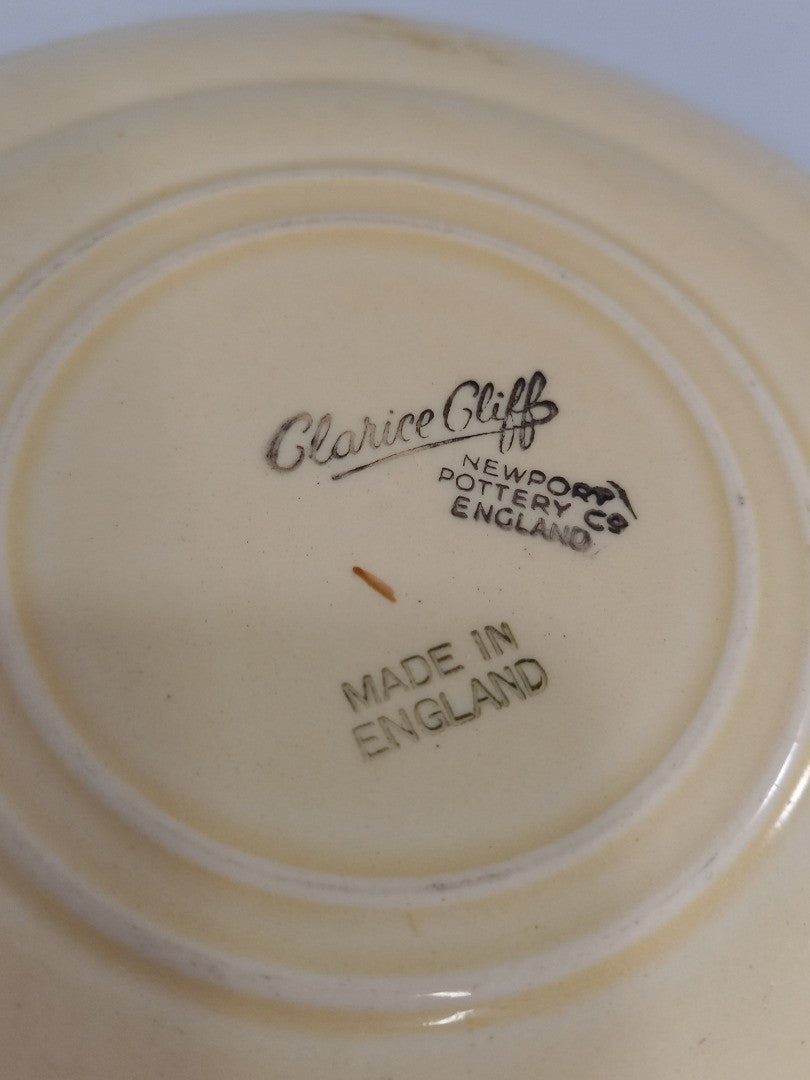 Clarice Cliff
NEWPORT
POTTERY Co
ENGLAND
MADE IN
ENGLAND